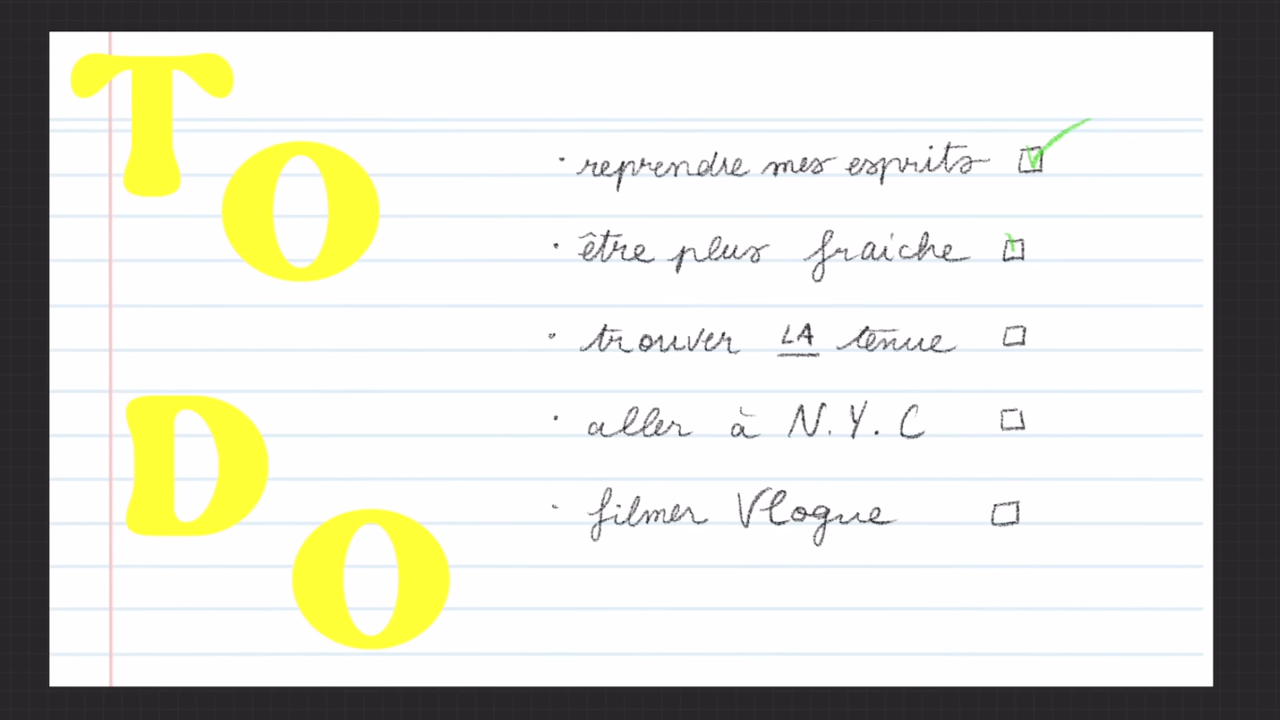 TO
DO
· reprendre mes esprits
· être plus fraiche
· trouver LA tenue
· aller à N.Y.C
· filmer Vlogue